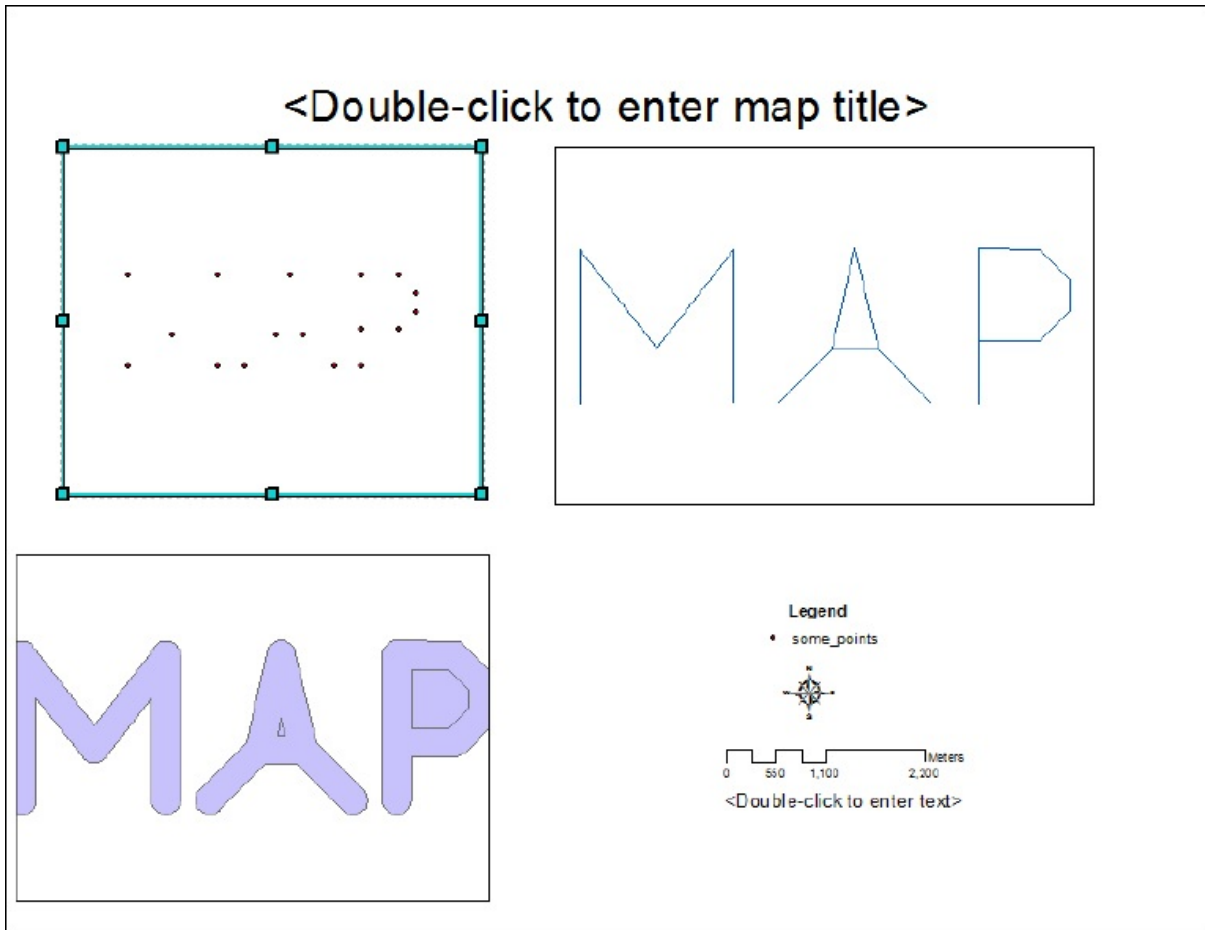 <Double-click to enter map title>
MAP
MAP
Legend
some_points
N
W E
S
Meters
0 550 1,100 2,200
<Double-click to enter text>